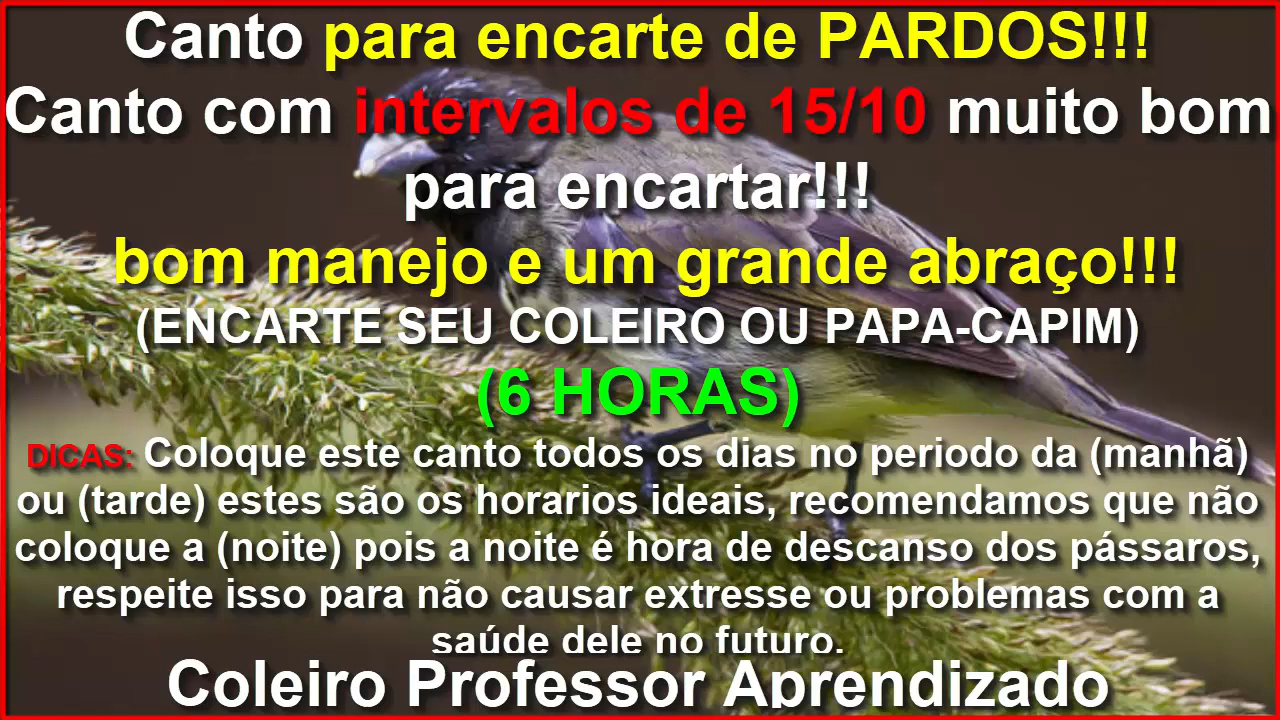 Canto para encarte de PARDOS!!!
Canto com intervalos de 15/10 muito bom
para encartar!!!
bom manejo e um grande abraço!!!
(ENCARTE SEU COLEIRO OU PAPA-CAPIM)
(6 HORAS)
DICAS: Coloque este canto todos os dias no periodo da (manhã)
ou (tarde) estes são os horarios ideais, recomendamos que não
coloque a (noite) pois a noite é hora de descanso dos pássaros,
respeite isso para não causar extresse ou problemas com a
saúde dele no futuro.
Coleiro Professor Aprendizado